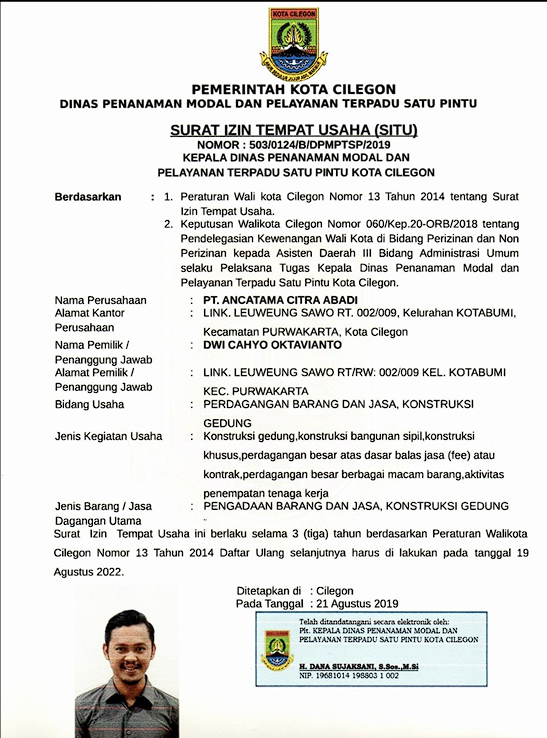 KOTA CILEGON
PEMERINTAH KOTA CILEGON
DINAS PENANAMAN MODAL DAN PELAYANAN TERPADU SATU PINTU
SURAT IZIN TEMPAT USAHA (SITU)
NOMOR : 503/0124/B/DPMPTSP/2019
KEPALA DINAS PENANAMAN MODAL DAN
PELAYANAN TERPADU SATU PINTU KOTA CILEGON
Berdasarkan : 1. Peraturan Wali kota Cilegon Nomor 13 Tahun 2014 tentang Surat
Izin Tempat Usaha.
2. Keputusan Walikota Cilegon Nomor 060/Kep.20-ORB/2018 tentang
Pendelegasian Kewenangan Wali Kota di Bidang Perizinan dan Non
Perizinan kepada Asisten Daerah III Bidang Administrasi Umum
selaku Pelaksana Tugas Kepala Dinas Penanaman Modal dan
Pelayanan Terpadu Satu Pintu Kota Cilegon.
Nama Perusahaan : PT. ANCATAMA CITRA ABADI
Alamat Kantor : LINK. LEUWEUNG SAWO RT. 002/009, Kelurahan KOTABUMI,
Perusahaan Kecamatan PURWAKARTA, Kota Cilegon
Nama Pemilik / : DWI CAHYO OKTAVIANTO
Penanggung Jawab
Alamat Pemilik / : LINK. LEUWEUNG SAWO RT/RW: 002/009 KEL. KOTABUMI
Penanggung Jawab KEC. PURWAKARTA
Bidang Usaha : PERDAGANGAN BARANG DAN JASA, KONSTRUKSI
GEDUNG
Jenis Kegiatan Usaha : Konstruksi gedung,konstruksi bangunan sipil,konstruksi
khusus,perdagangan besar atas dasar balas jasa (fee) atau
kontrak,perdagangan besar berbagai macam barang,aktivitas
penempatan tenaga kerja
Jenis Barang / Jasa : PENGADAAN BARANG DAN JASA, KONSTRUKSI GEDUNG
Dagangan Utama
Surat Izin Tempat Usaha ini berlaku selama 3 (tiga) tahun berdasarkan Peraturan Walikota
Cilegon Nomor 13 Tahun 2014 Daftar Ulang selanjutnya harus di lakukan pada tanggal 19
Agustus 2022.
Ditetapkan di : Cilegon
Pada Tanggal : 21 Agustus 2019
Telah ditandatangani secara elektronik oleh:
Plt. KEPALA DINAS PENANAMAN MODAL DAN
PELAYANAN TERPADU SATU PINTU KOTA CILEGON
H. DANA SUJAKSANI, S.Sos.,M.Si
NIP. 19681014 198803 1 002